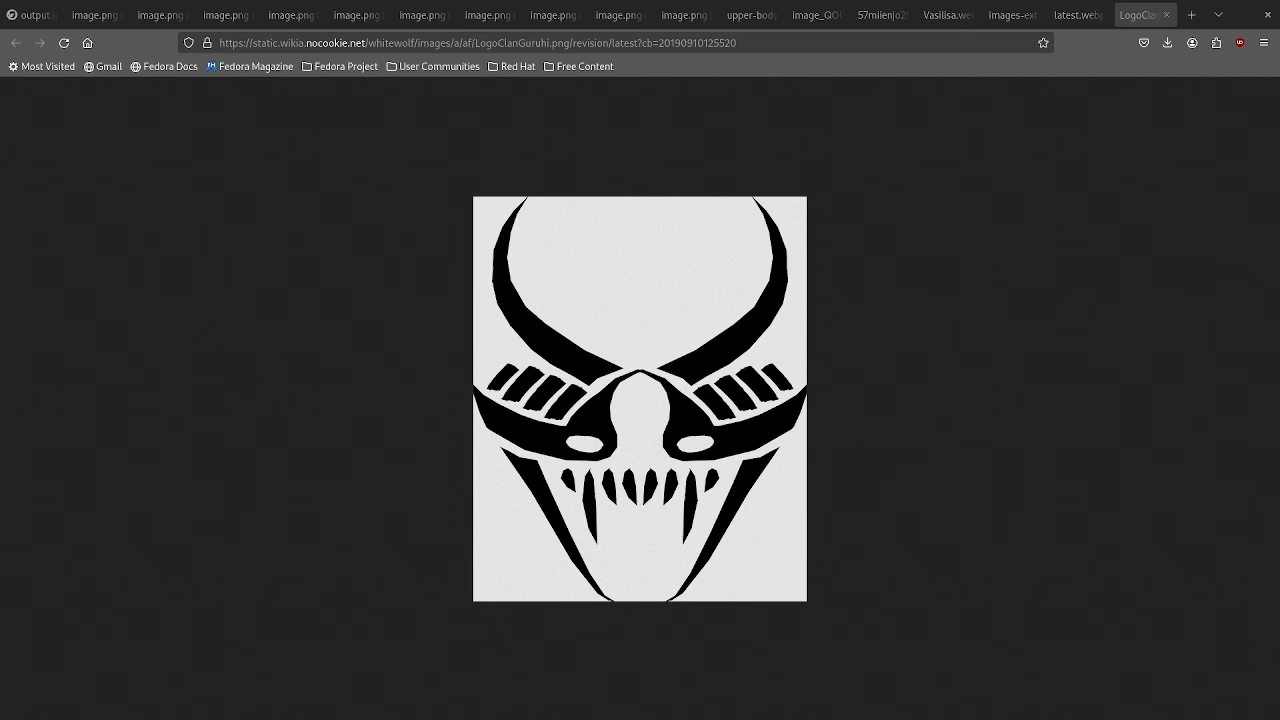 output.j image.png image.png image.png image.png image.png image.png image.png image.png image.png image.png upper-body image_QOI Vasilisa.we images-ext latest.webp LogoClan
https://static.wikia.nocookie.net/whitewolf/images/a/af/LogoClanGuruhi.png/revision/latest?cb=20190910125520
Most Visited Gmail Fedora Docs Fedora Magazine Fedora Project User Communities Red Hat Free Content